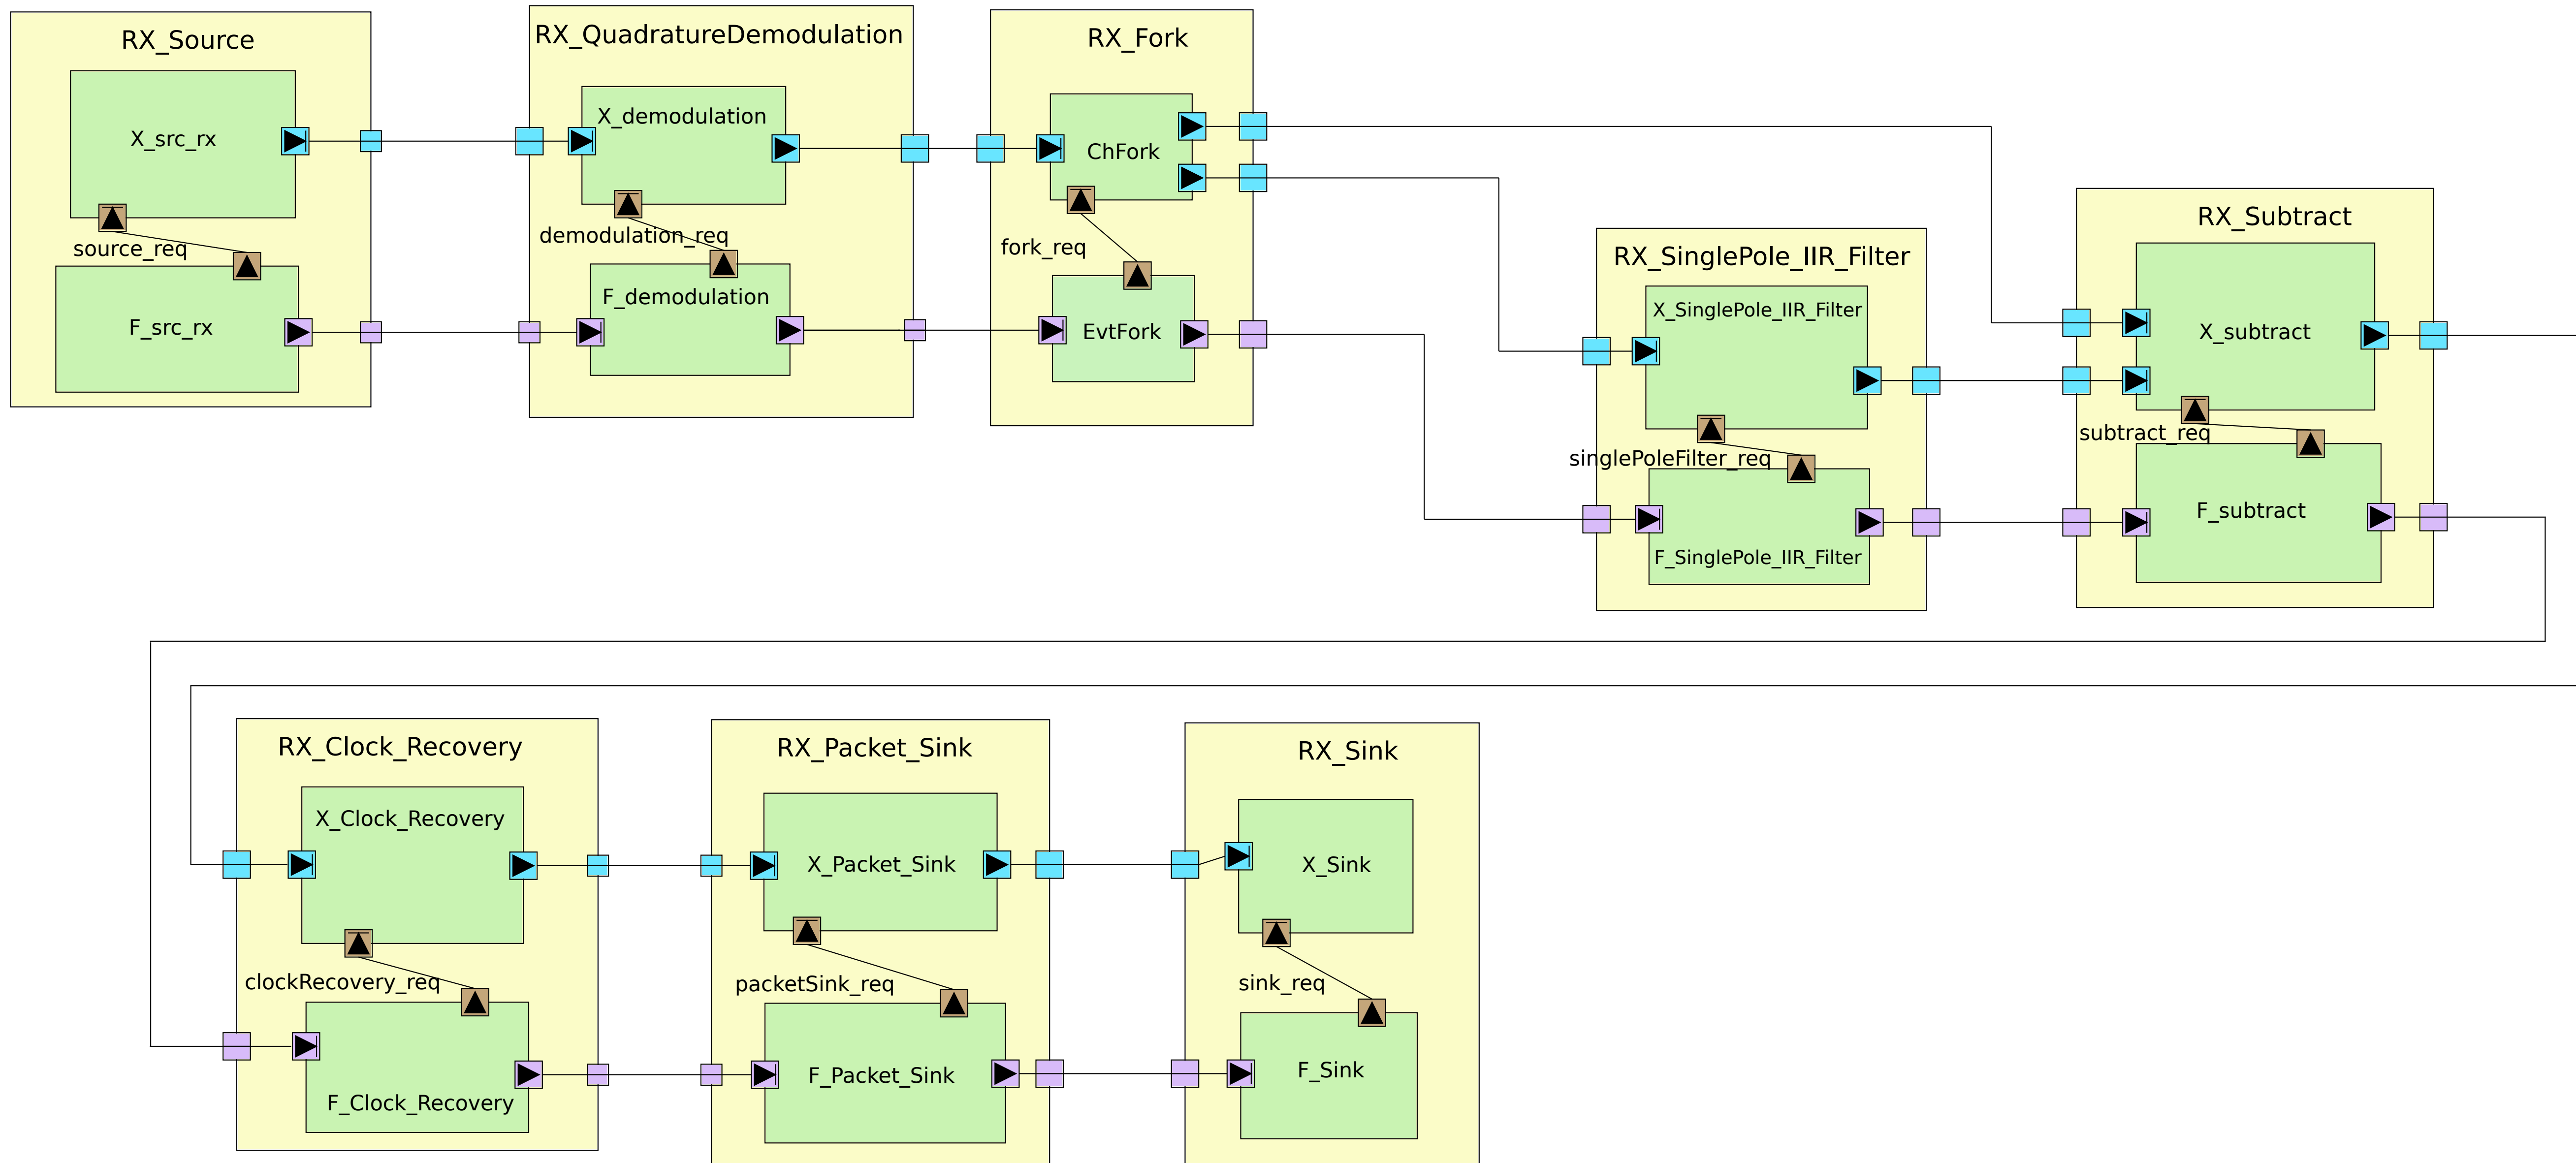 RX_Source
X_src_rx
source_req
F_src_rx
RX_QuadratureDemodulation
X_demodulation
demodulation_req
F_demodulation
RX_Fork
ChFork
fork_req
EvtFork
RX_SinglePole_IIR_Filter
X_SinglePole_IIR_Filter
singlePoleFilter_req
F_SinglePole_IIR_Filter
RX_Subtract
X_subtract
subtract_req
F_subtract
RX_Clock_Recovery
X_Clock_Recovery
clockRecovery_req
F_Clock_Recovery
RX_Packet_Sink
X_Packet_Sink
packetSink_req
F_Packet_Sink
RX_Sink
X_Sink
sink_req
F_Sink